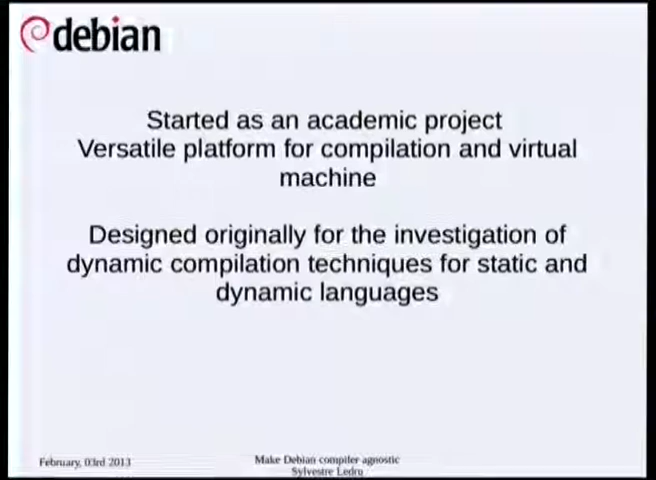 debian
Started as an academic project
Versatile platform for compilation and virtual
machine
Designed originally for the investigation of
dynamic compilation techniques for static and
dynamic languages
February, 03rd 2013
Make Debian compiler agnostic
Sylvestre Ledru